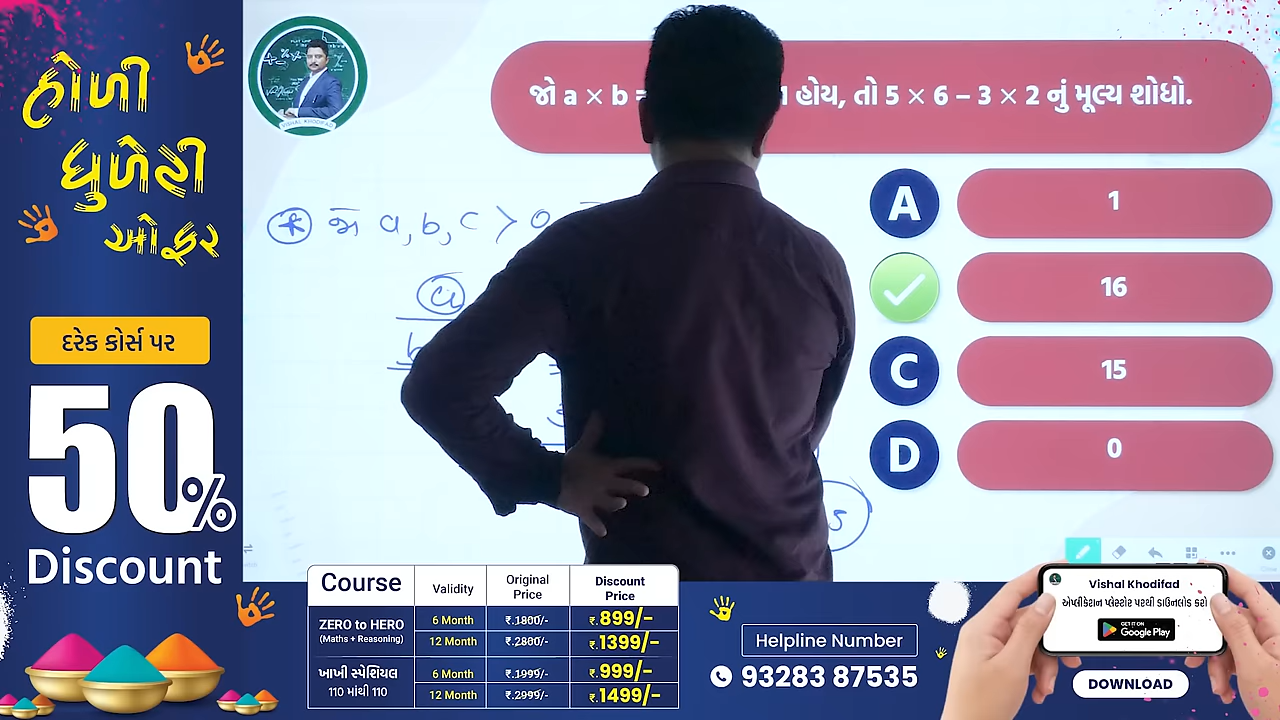 હોળી
ધુળેટી
ઓફર
દરેક કોર્સ પર
50%
Discount
VISHAL KHODIFAD
જો a × b = 1 હોય, તો 5 × 6 – 3 × 2 નું મૂલ્ય શોધો.
A 1
16
C 15
D 0
* જો a, b, c > 0
a
b
5
Course Validity Original Price Discount Price
ZERO to HERO (Maths + Reasoning) 6 Month ₹.1800/- ₹.899/-
12 Month ₹.2800/- ₹.1399/-
ખાખી સ્પેશિયલ 110 માંથી 110 6 Month ₹.1999/- ₹.999/-
12 Month ₹.2999/- ₹.1499/-
Helpline Number
93283 87535
Vishal Khodifad
એપ્લીકેશન પ્લેસ્ટોર પરથી ડાઉનલોડ કરો
GET IT ON
Google Play
DOWNLOAD